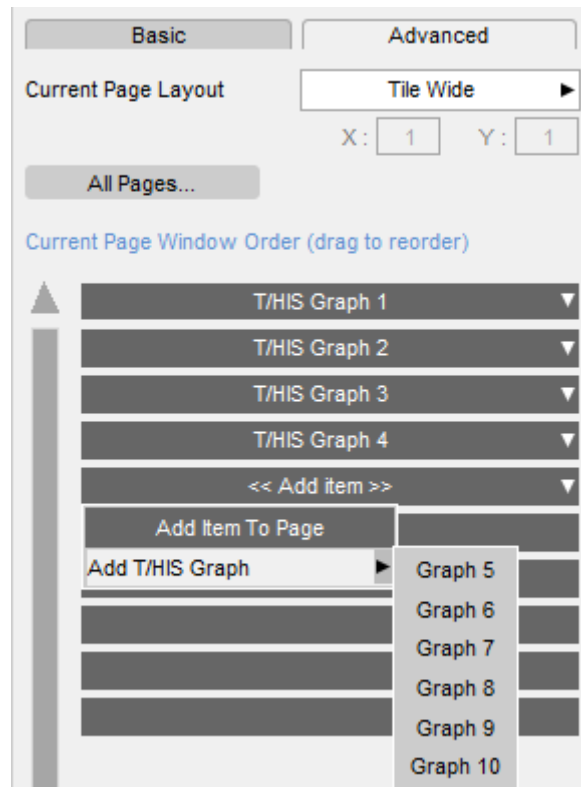 Basic Advanced
Current Page Layout Tile Wide
X : 1 Y : 1
All Pages...
Current Page Window Order (drag to reorder)
T/HIS Graph 1
T/HIS Graph 2
T/HIS Graph 3
T/HIS Graph 4
<< Add item >>
Add Item To Page
Add T/HIS Graph
Graph 5
Graph 6
Graph 7
Graph 8
Graph 9
Graph 10